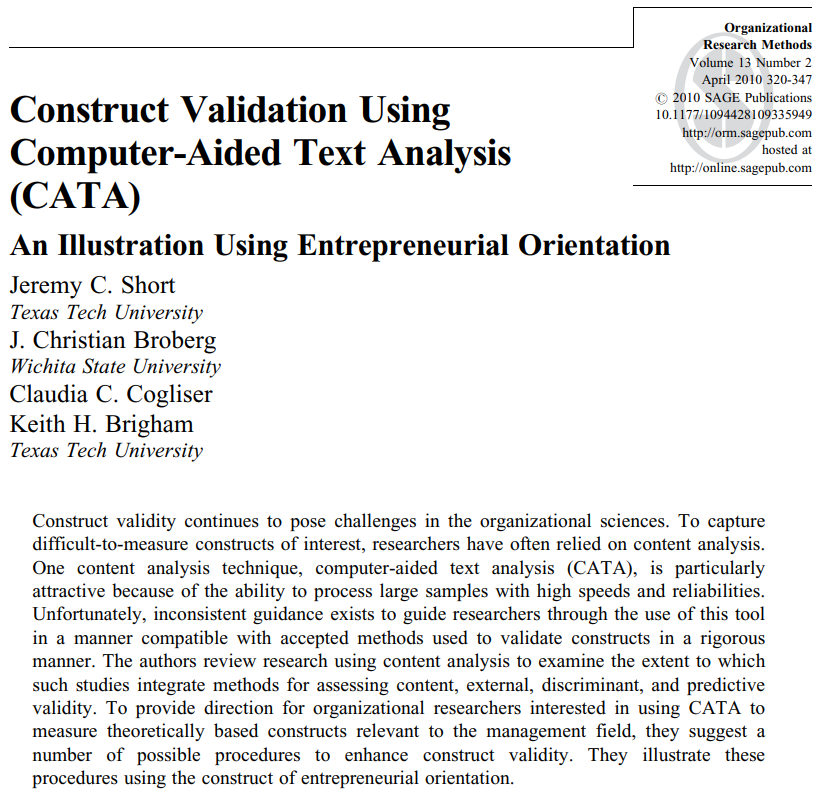 Organizational
Research Methods
Volume 13 Number 2
April 2010 320-347
© 2010 SAGE Publications
10.1177/1094428109335949
http://orm.sagepub.com
hosted at
http://online.sagepub.com
Construct Validation Using
Computer-Aided Text Analysis
(CATA)
An Illustration Using Entrepreneurial Orientation
Jeremy C. Short
Texas Tech University
J. Christian Broberg
Wichita State University
Claudia C. Cogliser
Keith H. Brigham
Texas Tech University
Construct validity continues to pose challenges in the organizational sciences. To capture
difficult-to-measure constructs of interest, researchers have often relied on content analysis.
One content analysis technique, computer-aided text analysis (CATA), is particularly
attractive because of the ability to process large samples with high speeds and reliabilities.
Unfortunately, inconsistent guidance exists to guide researchers through the use of this tool
in a manner compatible with accepted methods used to validate constructs in a rigorous
manner. The authors review research using content analysis to examine the extent to which
such studies integrate methods for assessing content, external, discriminant, and predictive
validity. To provide direction for organizational researchers interested in using CATA to
measure theoretically based constructs relevant to the management field, they suggest a
number of possible procedures to enhance construct validity. They illustrate these
procedures using the construct of entrepreneurial orientation.